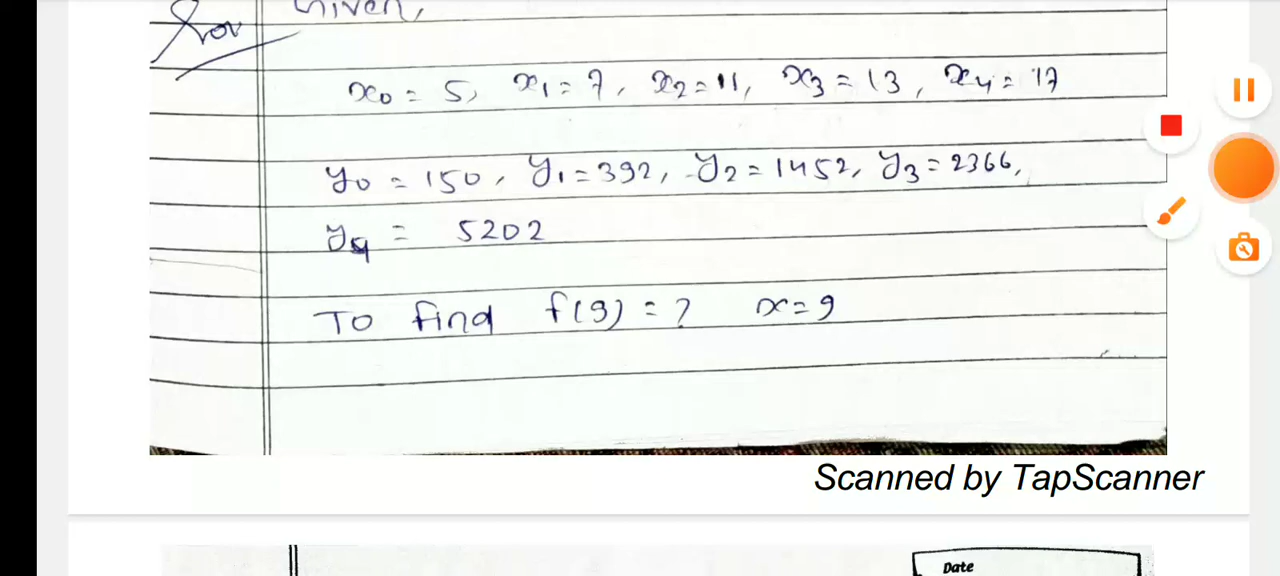 Given,
x0 = 5, x1 = 7, x2 = 11, x3 = 13, x4 = 17
y0 = 150, y1 = 392, y2 = 1452, y3 = 2366,
y4 = 5202
To find f(9) = ? x = 9
Scanned by TapScanner
Date